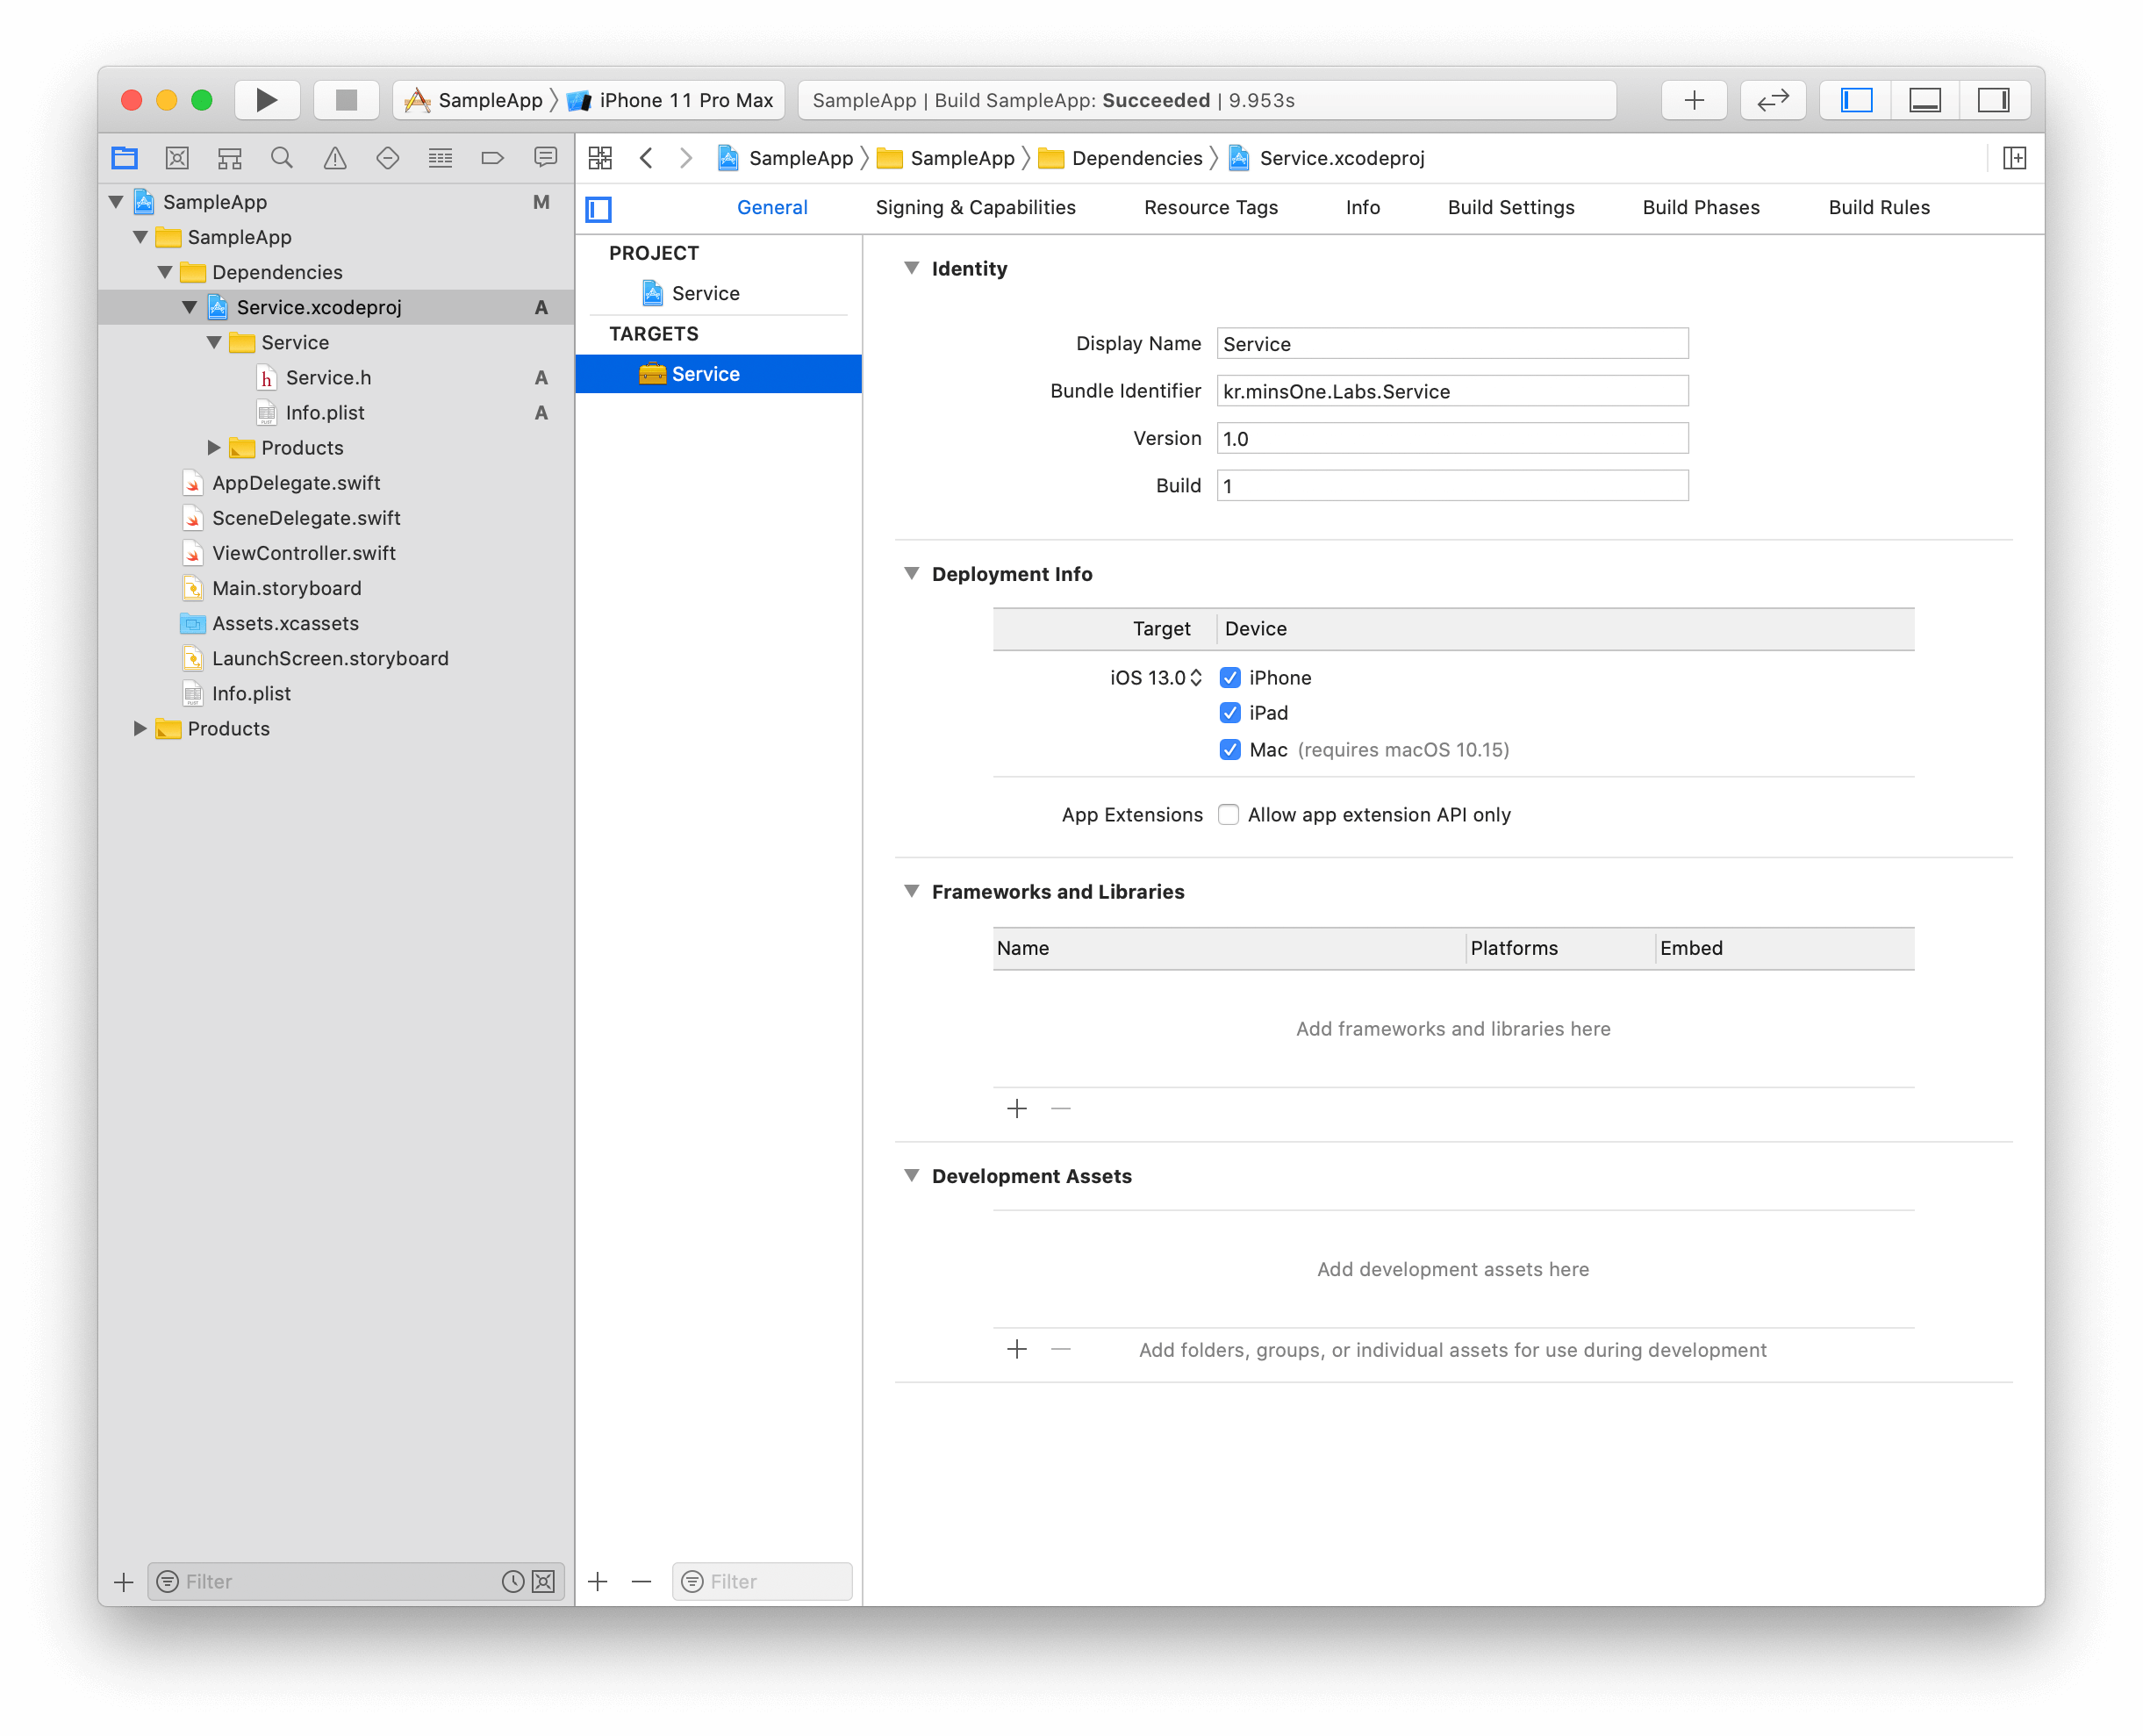 SampleApp 〉 iPhone 11 Pro Max
SampleApp | Build SampleApp: Succeeded | 9.953s
SampleApp M
SampleApp
Dependencies
Service.xcodeproj A
Service
Service.h A
Info.plist A
Products
AppDelegate.swift
SceneDelegate.swift
ViewController.swift
Main.storyboard
Assets.xcassets
LaunchScreen.storyboard
Info.plist
Products
Filter
SampleApp 〉 SampleApp 〉 Dependencies 〉 Service.xcodeproj
General Signing & Capabilities Resource Tags Info Build Settings Build Phases Build Rules
PROJECT
Service
TARGETS
Service
Filter
Identity
Display Name Service
Bundle Identifier kr.minsOne.Labs.Service
Version 1.0
Build 1
Deployment Info
Target Device
iOS 13.0 iPhone
iPad
Mac (requires macOS 10.15)
App Extensions Allow app extension API only
Frameworks and Libraries
Name Platforms Embed
Add frameworks and libraries here
Development Assets
Add development assets here
Add folders, groups, or individual assets for use during development